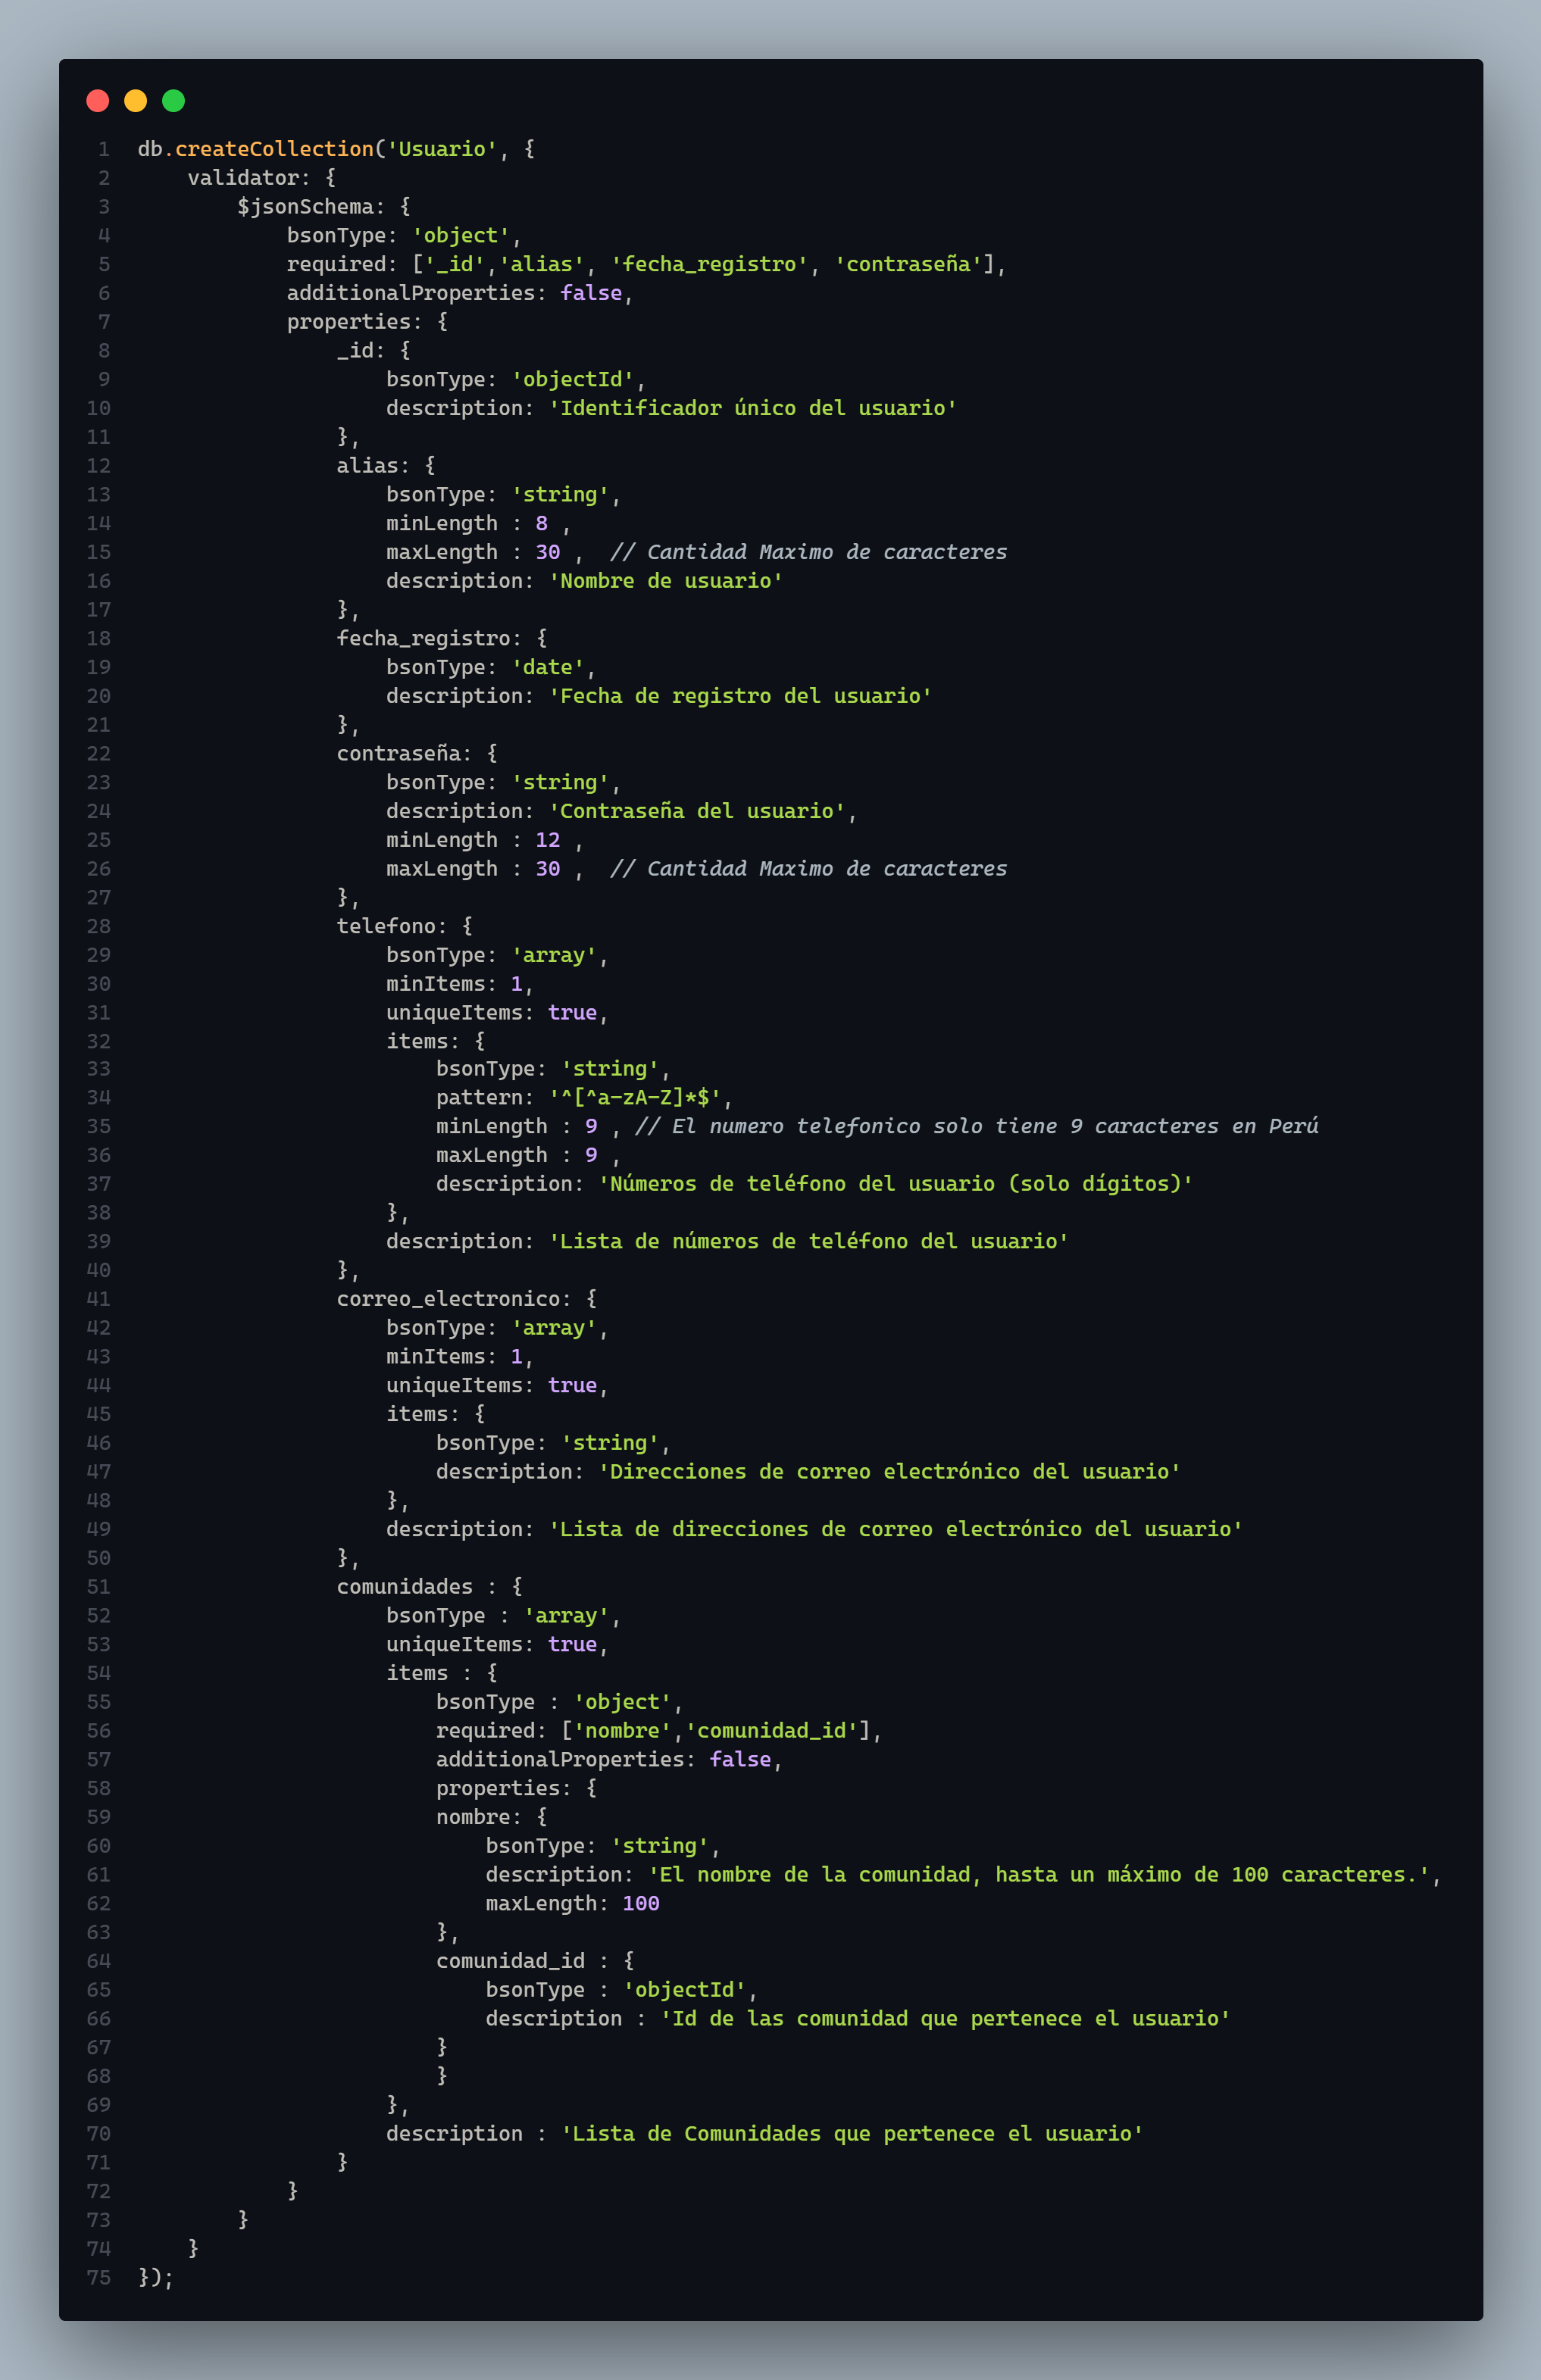 1 db.createCollection('Usuario', {
2     validator: {
3         $jsonSchema: {
4             bsonType: 'object',
5             required: ['_id','alias', 'fecha_registro', 'contraseña'],
6             additionalProperties: false,
7             properties: {
8                 _id: {
9                     bsonType: 'objectId',
10                     description: 'Identificador único del usuario'
11                 },
12                 alias: {
13                     bsonType: 'string',
14                     minLength : 8 ,
15                     maxLength : 30 ,  // Cantidad Maximo de caracteres
16                     description: 'Nombre de usuario'
17                 },
18                 fecha_registro: {
19                     bsonType: 'date',
20                     description: 'Fecha de registro del usuario'
21                 },
22                 contraseña: {
23                     bsonType: 'string',
24                     description: 'Contraseña del usuario',
25                     minLength : 12 ,
26                     maxLength : 30 ,  // Cantidad Maximo de caracteres
27                 },
28                 telefono: {
29                     bsonType: 'array',
30                     minItems: 1,
31                     uniqueItems: true,
32                     items: {
33                         bsonType: 'string',
34                         pattern: '^[^a-zA-Z]*$',
35                         minLength : 9 , // El numero telefonico solo tiene 9 caracteres en Perú
36                         maxLength : 9 ,
37                         description: 'Números de teléfono del usuario (solo dígitos)'
38                     },
39                     description: 'Lista de números de teléfono del usuario'
40                 },
41                 correo_electronico: {
42                     bsonType: 'array',
43                     minItems: 1,
44                     uniqueItems: true,
45                     items: {
46                         bsonType: 'string',
47                         description: 'Direcciones de correo electrónico del usuario'
48                     },
49                     description: 'Lista de direcciones de correo electrónico del usuario'
50                 },
51                 comunidades : {
52                     bsonType : 'array',
53                     uniqueItems: true,
54                     items : {
55                         bsonType : 'object',
56                         required: ['nombre','comunidad_id'],
57                         additionalProperties: false,
58                         properties: {
59                         nombre: {
60                             bsonType: 'string',
61                             description: 'El nombre de la comunidad, hasta un máximo de 100 caracteres.',
62                             maxLength: 100
63                         },
64                         comunidad_id : {
65                             bsonType : 'objectId',
66                             description : 'Id de las comunidad que pertenece el usuario'
67                         }
68                         }
69                     },
70                     description : 'Lista de Comunidades que pertenece el usuario'
71                 }
72             }
73         }
74     }
75 });